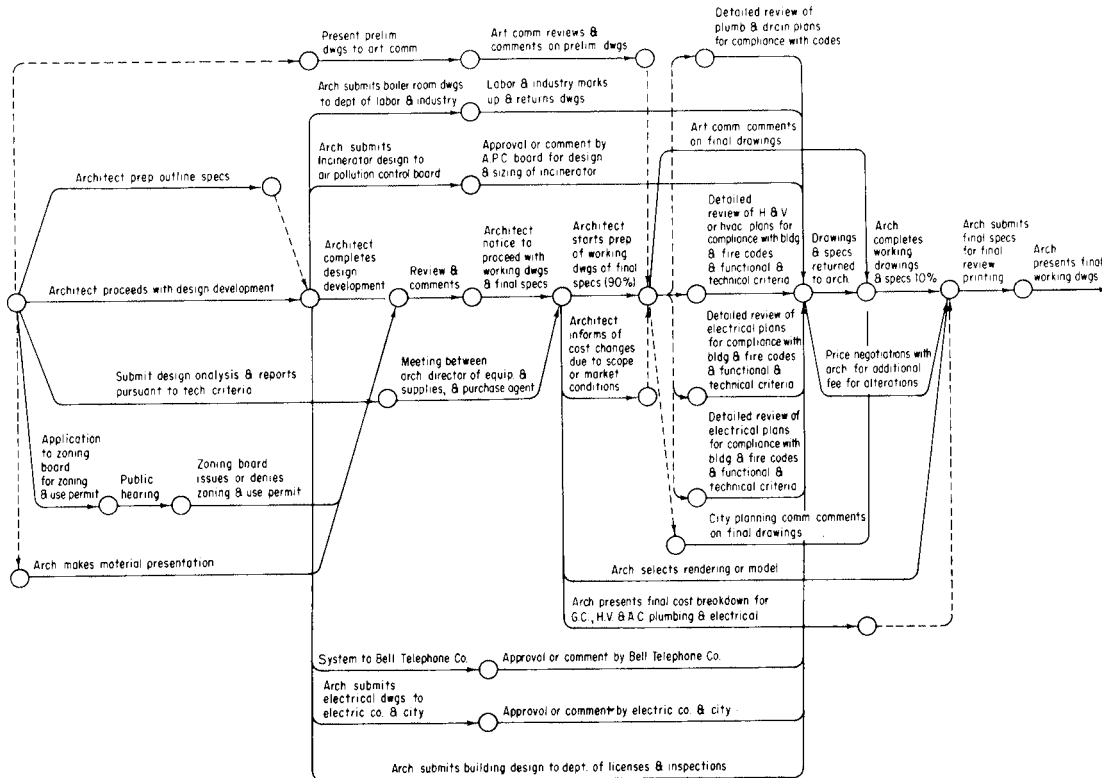 Present prelim
dwgs to art comm
Art comm reviews &
comments on prelim dwgs
Detailed review of
plumb & drain plans
for compliance with codes
Arch submits boiler room dwgs
to dept of labor & industry
Labor & industry marks
up & returns dwgs
Art comm comments
on final drawings
Arch submits
Incinerator design to
air pollution control board
Approval or comment by
A.P.C board for design
& sizing of incinerator
Architect prep outline specs
Architect proceeds with design development
Architect
completes
design
development
Review &
comments
Architect
notice to
proceed with
working dwgs
& final specs
Architect
starts prep
of working
dwgs of final
specs (90%)
Detailed
review of H & V
or hvac plans for
compliance with bldg
& fire codes
& functional &
technical criteria
Drawings
& specs
returned
to arch.
Arch
completes
working
drawings
& specs 10%
Arch submits
final specs
for final
review
printing
Arch
presents final
working dwgs
Submit design analysis & reports
pursuant to tech criteria
Meeting between
arch director of equip. &
supplies, & purchase agent
Architect
informs of
cost changes
due to scope
or market
conditions
Detailed review of
electrical plans
for compliance with
bldg & fire codes
& functional &
technical criteria
Price negotiations with
arch for additional
fee for alterations
Application
to zoning
board
for zoning
& use permit
Public
hearing
Zoning board
issues or denies
zoning & use permit
Detailed review of
electrical plans
for compliance with
bldg & fire codes
& functional &
technical criteria
City planning comm comments
on final drawings
Arch makes material presentation
Arch selects rendering or model
Arch presents final cost breakdown for
G.C., H.V. & A.C plumbing & electrical
System to Bell Telephone Co.
Approval or comment by Bell Telephone Co.
Arch submits
electrical dwgs to
electric co. & city
Approval or comment by electric co. & city
Arch submits building design to dept. of licenses & inspections